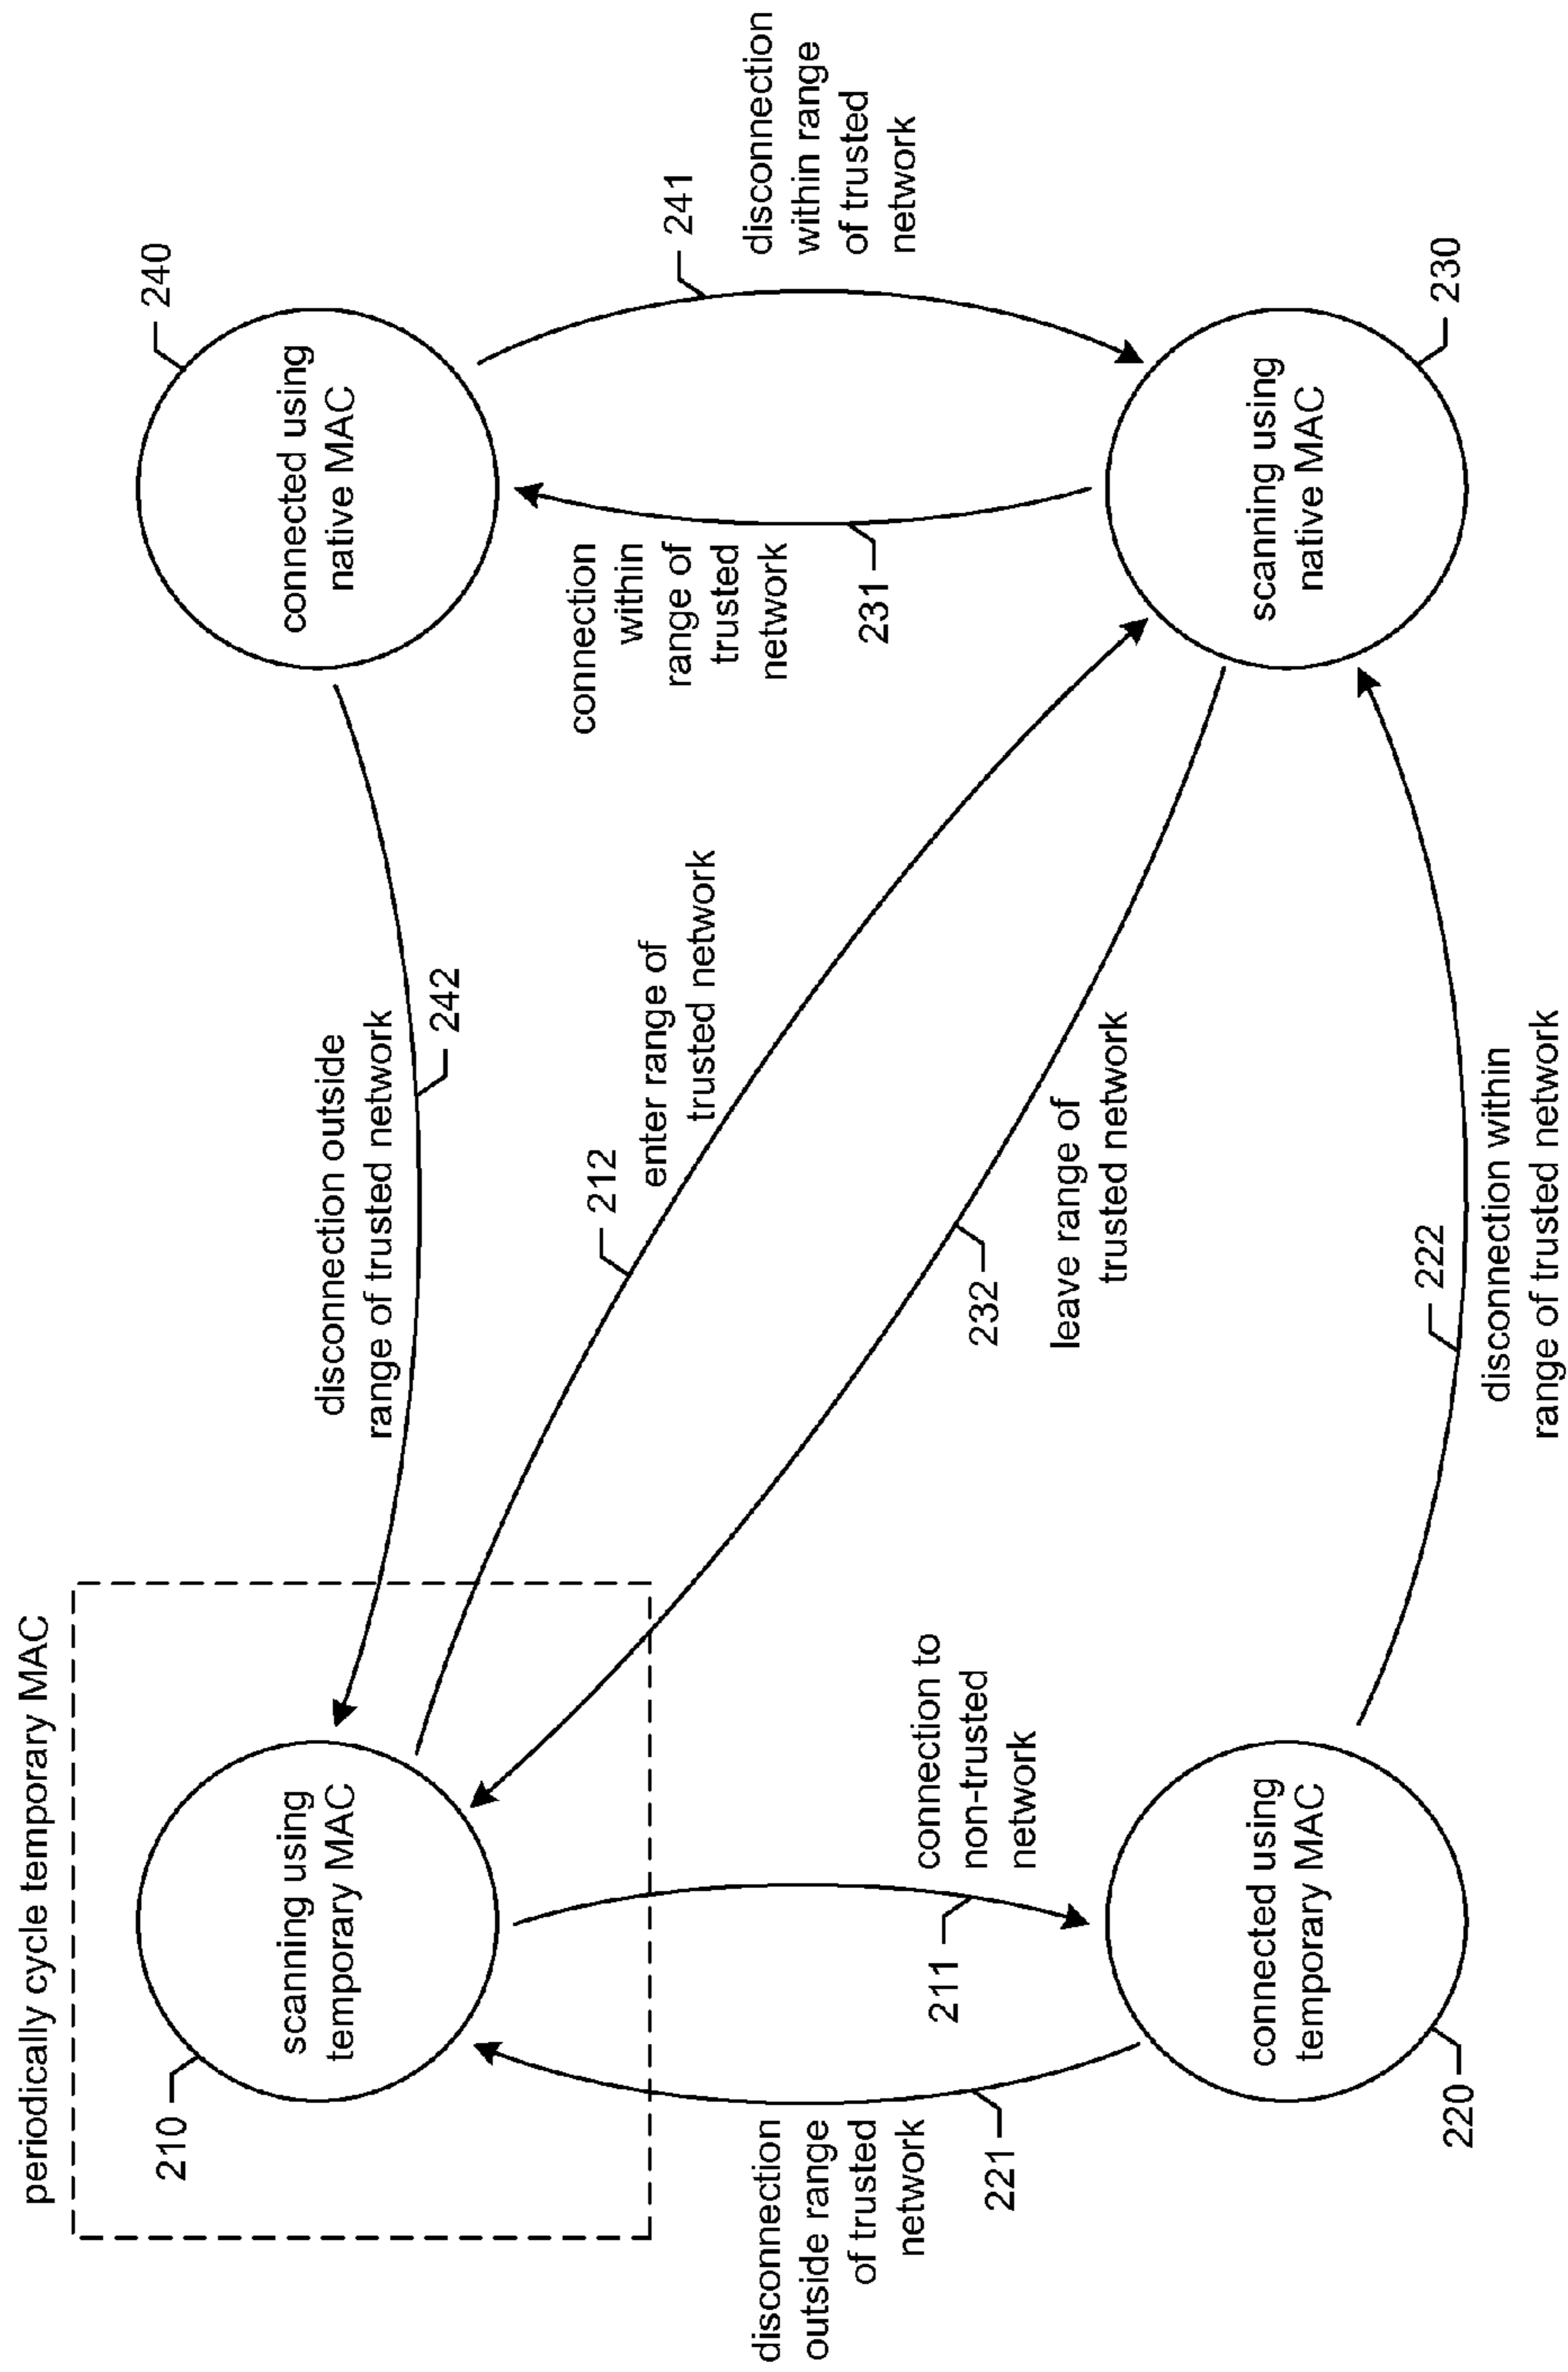 periodically cycle temporary MAC
210
scanning using
temporary MAC
disconnection outside
range of trusted network
242
240
connected using
native MAC
212
enter range of
trusted network
connection
within
range of
trusted
network
231
241
disconnection
within range
of trusted
network
disconnection
outside range
of trusted
network
221
211
connection to
non-trusted
network
232
leave range of
trusted network
220
connected using
temporary MAC
222
disconnection within
range of trusted network
scanning using
native MAC
230